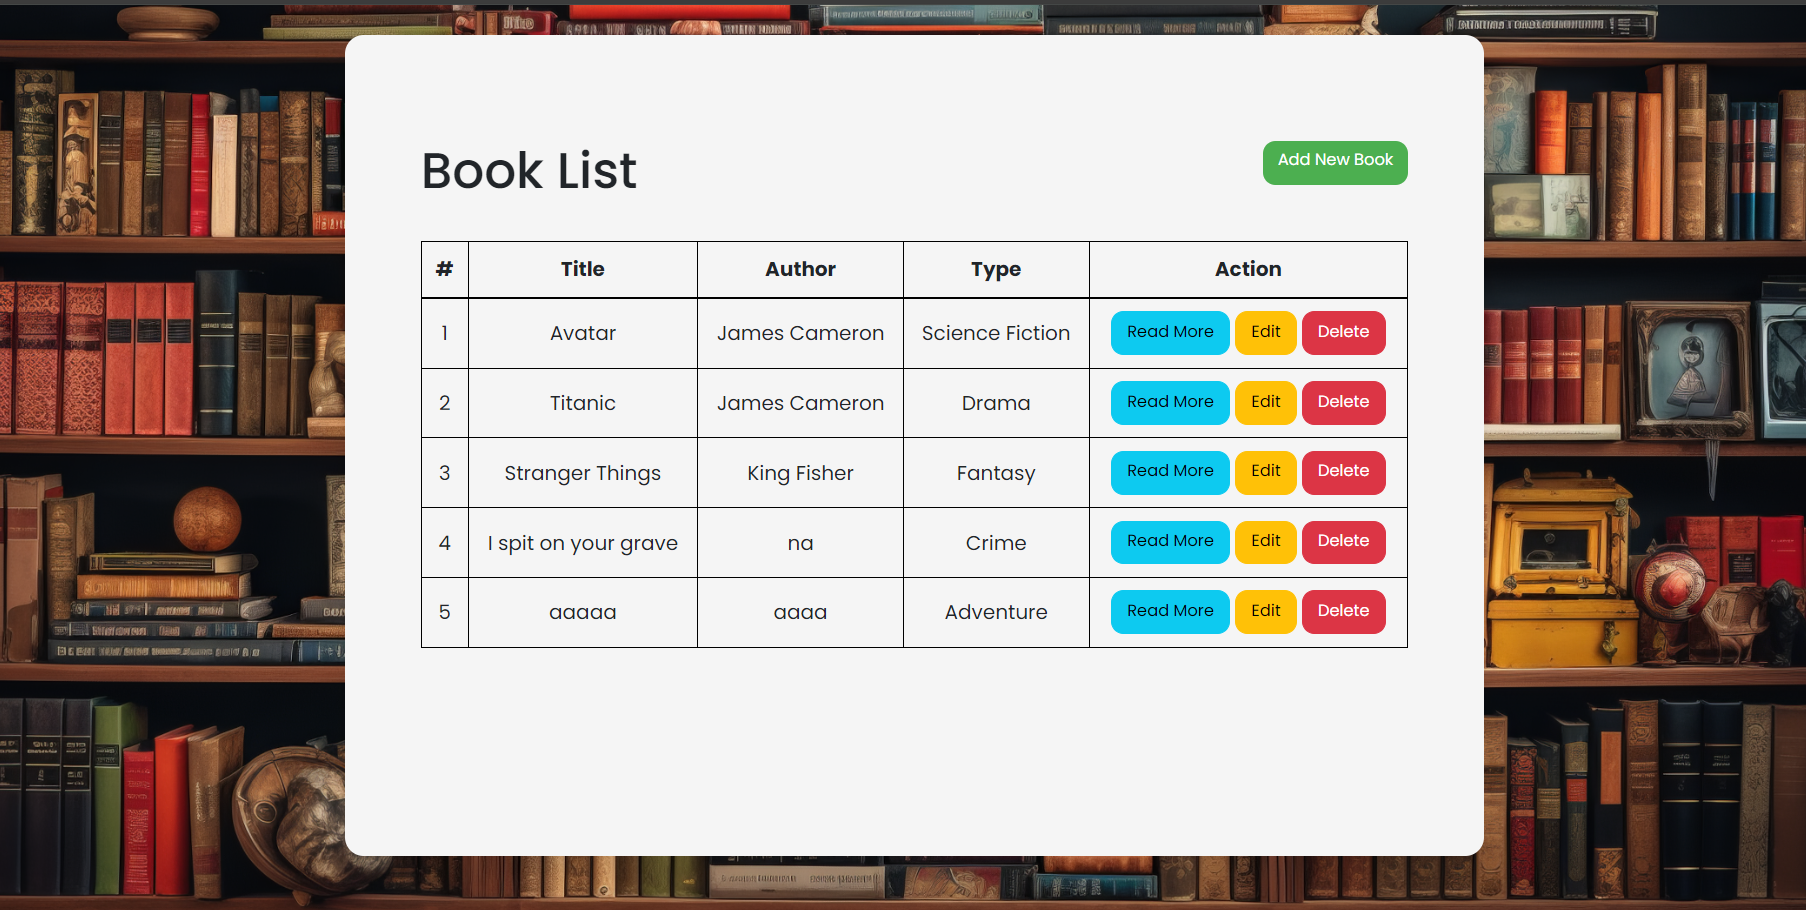 Book List
Add New Book
# Title Author Type Action
1 Avatar James Cameron Science Fiction Read More Edit Delete
2 Titanic James Cameron Drama Read More Edit Delete
3 Stranger Things King Fisher Fantasy Read More Edit Delete
4 I spit on your grave na Crime Read More Edit Delete
5 aaaaa aaaa Adventure Read More Edit Delete